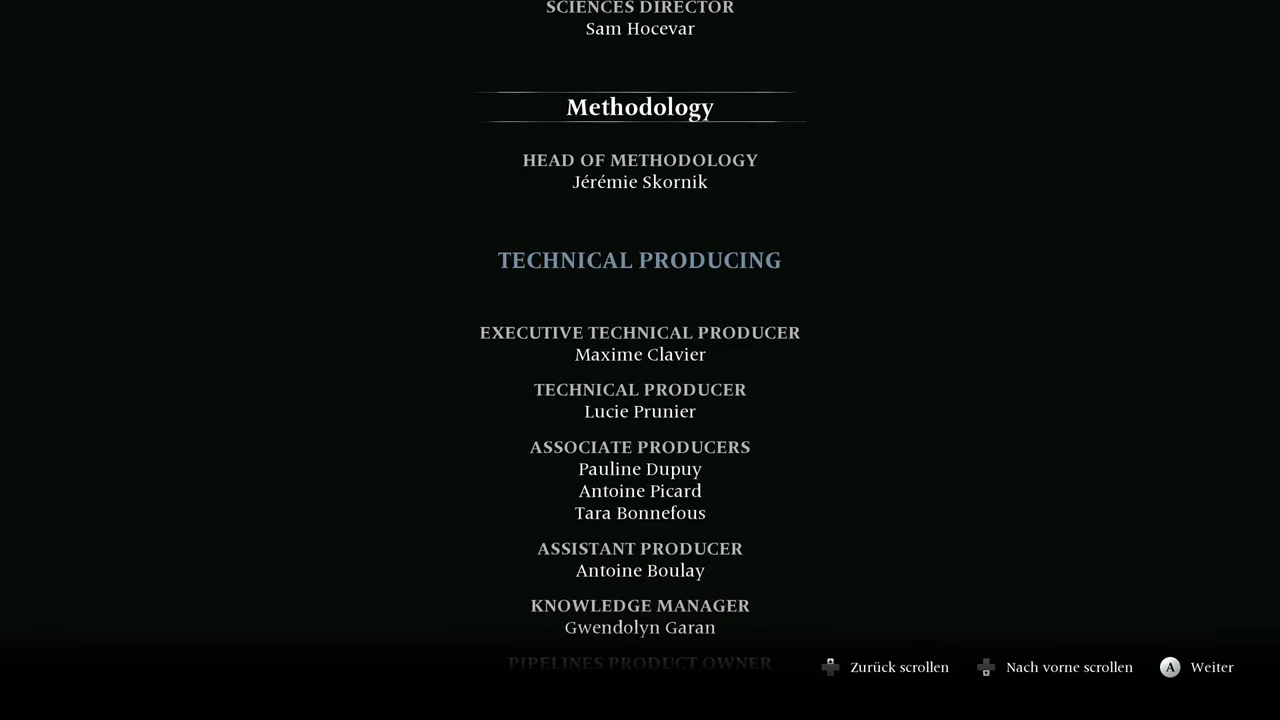 SCIENCES DIRECTOR
Sam Hocevar
Methodology
HEAD OF METHODOLOGY
Jérémie Skornik
TECHNICAL PRODUCING
EXECUTIVE TECHNICAL PRODUCER
Maxime Clavier
TECHNICAL PRODUCER
Lucie Prunier
ASSOCIATE PRODUCERS
Pauline Dupuy
Antoine Picard
Tara Bonnefous
ASSISTANT PRODUCER
Antoine Boulay
KNOWLEDGE MANAGER
Gwendolyn Garan
PIPELINES PRODUCT OWNER
Zurück scrollen Nach vorne scrollen A Weiter